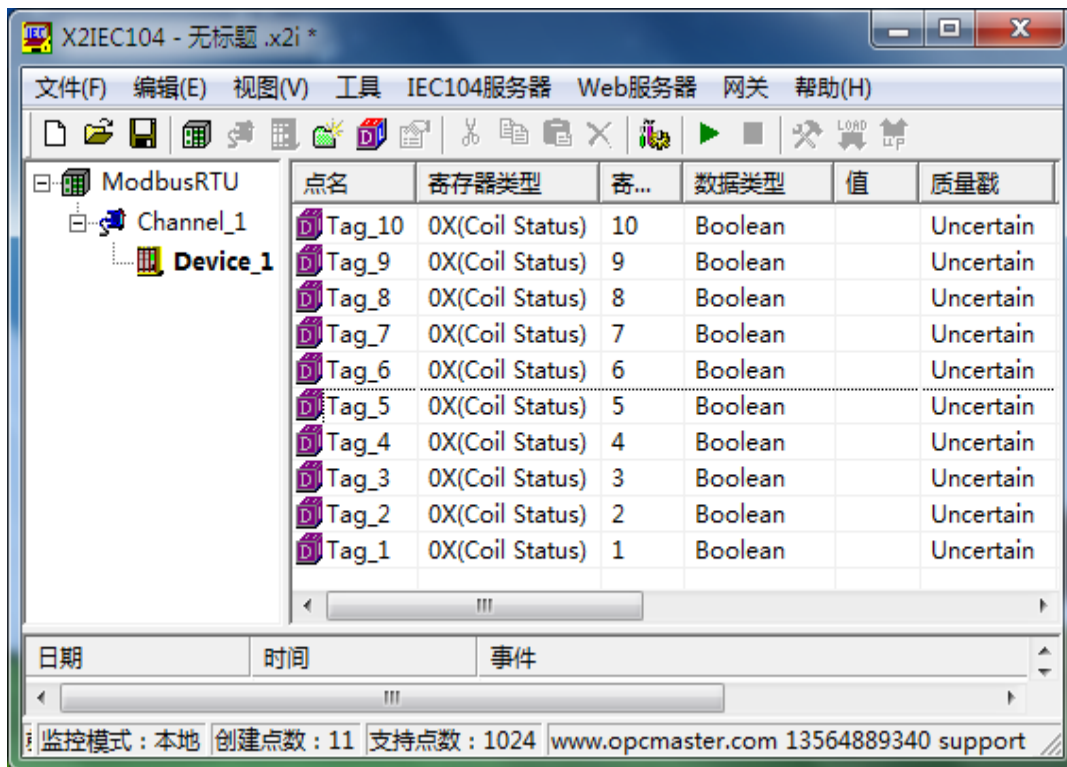 X2IEC104 - 无标题 .x2i *
文件(F) 编辑(E) 视图(V) 工具 IEC104服务器 Web服务器 网关 帮助(H)
ModbusRTU
Channel_1
Device_1
点名 寄存器类型 寄... 数据类型 值 质量戳
Tag_10 0X(Coil Status) 10 Boolean Uncertain
Tag_9 0X(Coil Status) 9 Boolean Uncertain
Tag_8 0X(Coil Status) 8 Boolean Uncertain
Tag_7 0X(Coil Status) 7 Boolean Uncertain
Tag_6 0X(Coil Status) 6 Boolean Uncertain
Tag_5 0X(Coil Status) 5 Boolean Uncertain
Tag_4 0X(Coil Status) 4 Boolean Uncertain
Tag_3 0X(Coil Status) 3 Boolean Uncertain
Tag_2 0X(Coil Status) 2 Boolean Uncertain
Tag_1 0X(Coil Status) 1 Boolean Uncertain
日期 时间 事件
监控模式：本地 创建点数：11 支持点数：1024 www.opcmaster.com 13564889340 support